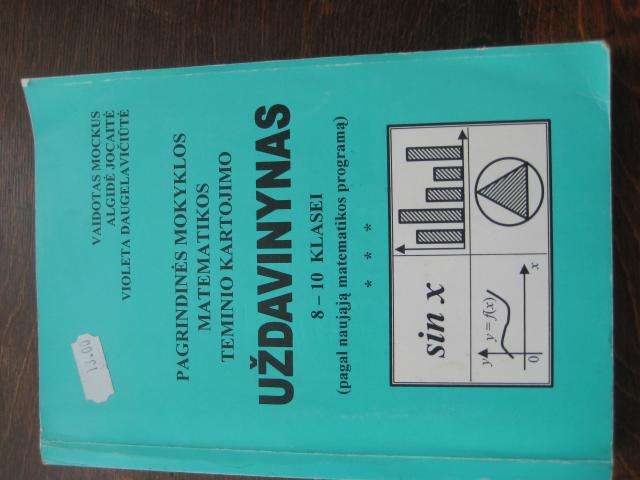 VAIDOTAS MOCKUS
ALGIDĖ JOCAITĖ
VIOLETA DAUGELAVIČIŪTĖ
13.00
PAGRINDINĖS MOKYKLOS
MATEMATIKOS
TEMINIO KARTOJIMO
UŽDAVINYNAS
8 – 10 KLASEI
(pagal naująją matematikos programą)
* * *
sin x
y
y = f(x)
0
x